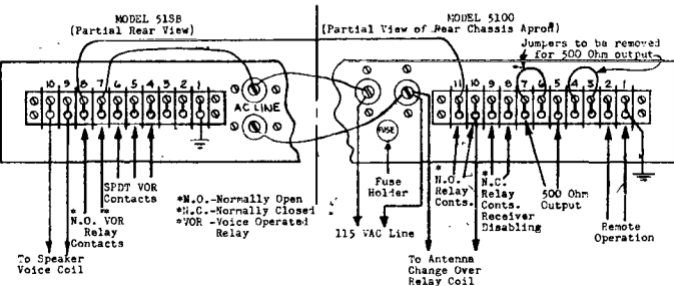 MODEL 51SB
(Partial Rear View)
MODEL 5100
(Partial View of Rear Chassis Apron)
Jumpers to be removed
for 500 Ohm output
10 9 8 7 6 5 4 3 2 1
AC LINE
11 10 9 8 7 6 5 4 3 2 1
FUSE
SPDT VOR
Contacts
*N.O. VOR
Relay
Contacts
To Speaker
Voice Coil
*N.O.-Normally Open
*N.C.-Normally Closed
*VOR -Voice Operated
Relay
Fuse
Holder
115 VAC Line
To Antenna
Change Over
Relay Coil
*
N.O.
Relay
Conts.
*
N.C.
Relay
Conts.
Receiver
Disabling
500 Ohm
Output
Remote
Operation